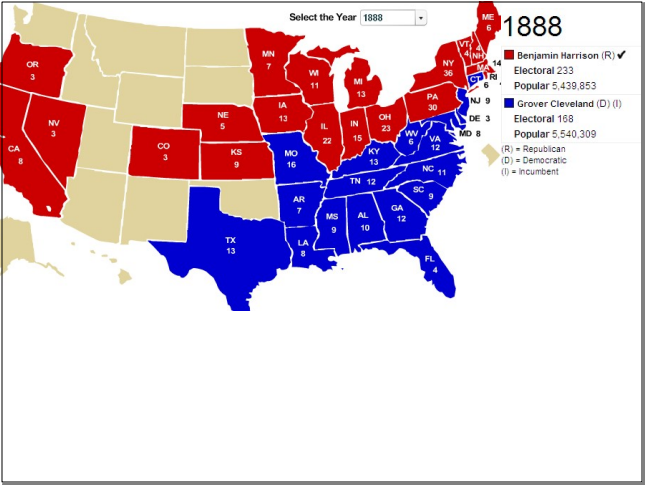 Select the Year 1888
1888
Benjamin Harrison (R) ✔
Electoral 233
Popular 5,439,853
Grover Cleveland (D) (I)
Electoral 168
Popular 5,540,309
(R) = Republican
(D) = Democratic
(I) = Incumbent
OR
3
CA
8
NV
3
CO
3
NE
5
KS
9
TX
13
MN
7
IA
13
MO
16
AR
7
LA
8
WI
11
IL
22
MI
13
IN
15
OH
23
KY
13
TN 12
MS
9
AL
10
GA
12
FL
4
SC
9
NC 11
VA
12
WV
6
PA
30
NY
36
VT
4
NH
4
ME
6
MA
14
RI
CT
6
NJ 9
DE 3
MD 8